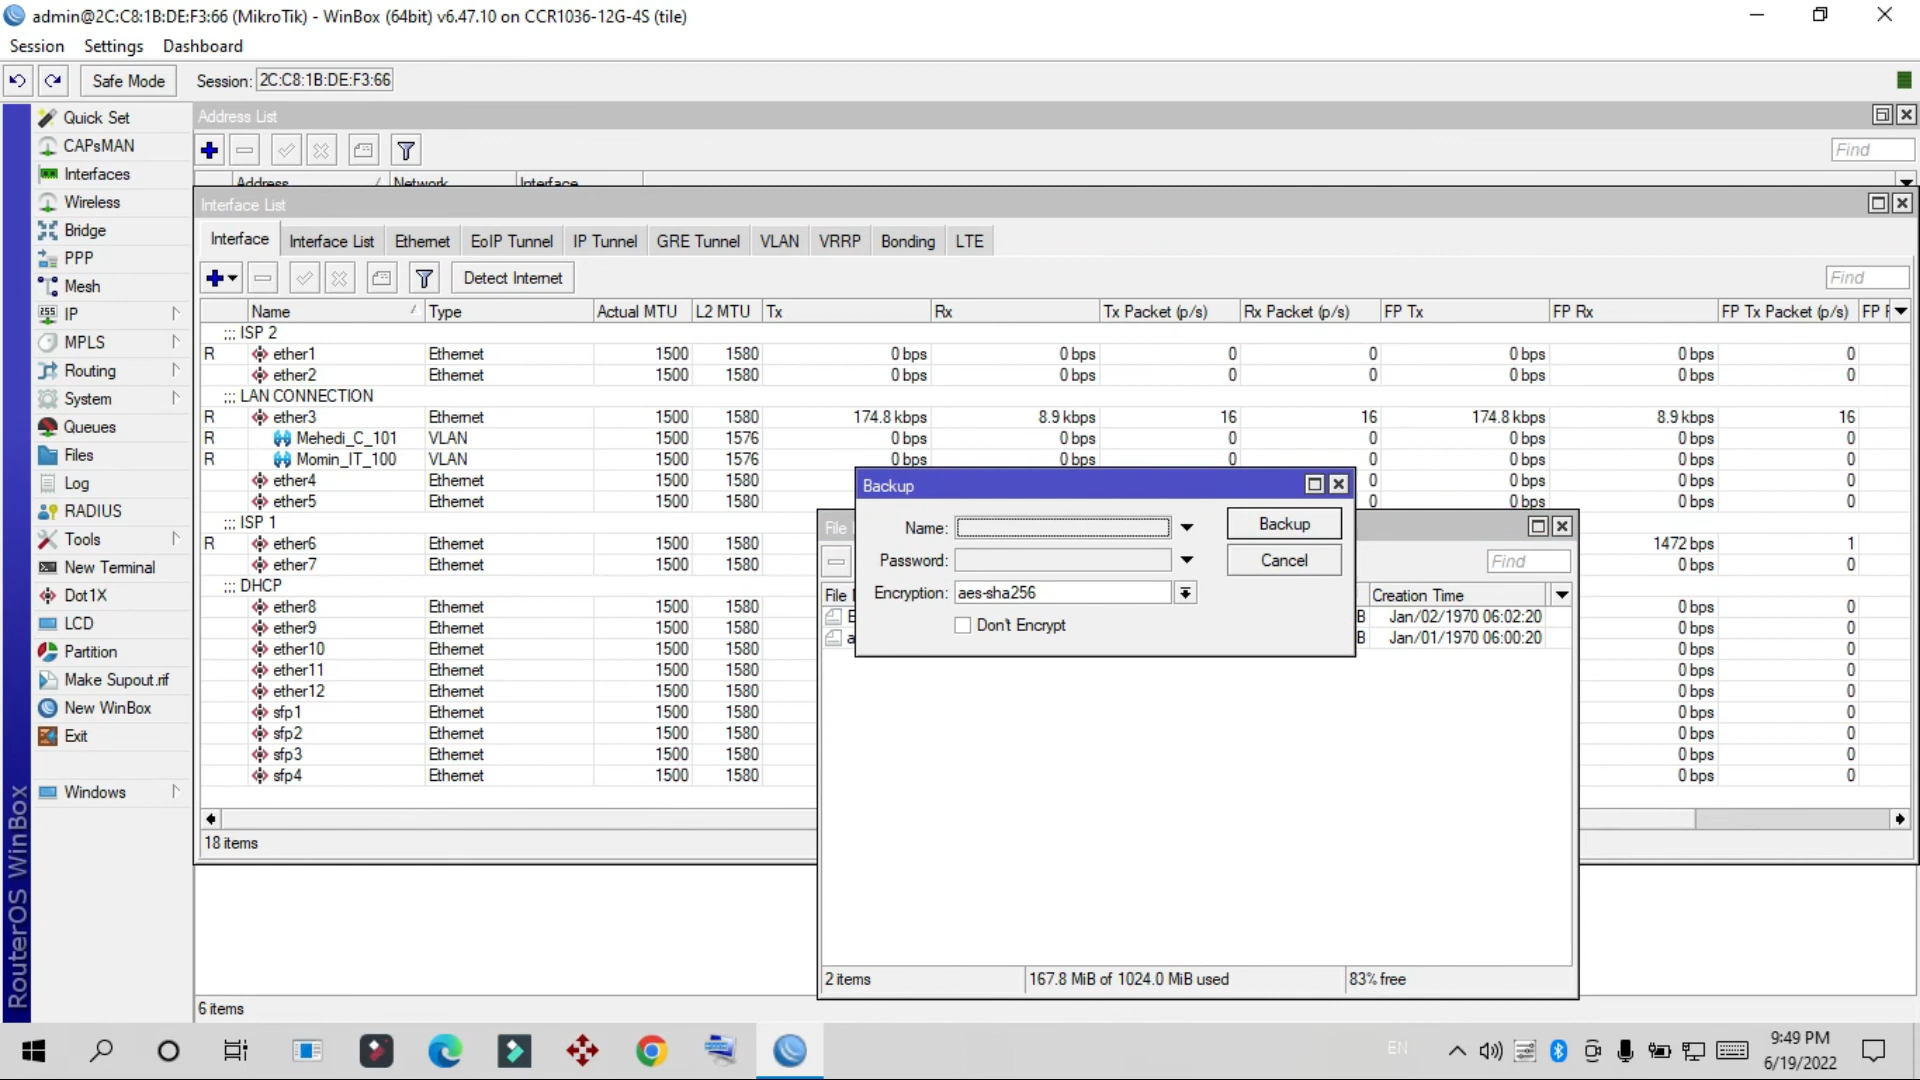 admin@2C:C8:1B:DE:F3:66 (MikroTik) - WinBox (64bit) v6.47.10 on CCR1036-12G-4S (tile)
Session Settings Dashboard
Safe Mode Session: 2C:C8:1B:DE:F3:66
Quick Set
CAPsMAN
Interfaces
Wireless
Bridge
PPP
Mesh
IP
MPLS
Routing
System
Queues
Files
Log
RADIUS
Tools
New Terminal
Dot1X
LCD
Partition
Make Supout.rif
New WinBox
Exit
Windows
RouterOS WinBox
Address List
Find
Address Network Interface
Interface List
Interface Interface List Ethernet EoIP Tunnel IP Tunnel GRE Tunnel VLAN VRRP Bonding LTE
Detect Internet Find
Name Type Actual MTU L2 MTU Tx Rx Tx Packet (p/s) Rx Packet (p/s) FP Tx FP Rx FP Tx Packet (p/s) FP
;;; ISP 2
R ether1 Ethernet 1500 1580 0 bps 0 bps 0 0 0 bps 0 bps 0
ether2 Ethernet 1500 1580 0 bps 0 bps 0 0 0 bps 0 bps 0
;;; LAN CONNECTION
R ether3 Ethernet 1500 1580 174.8 kbps 8.9 kbps 16 16 174.8 kbps 8.9 kbps 16
R Mehedi_C_101 VLAN 1500 1576 0 bps 0 bps 0 0 0 bps 0 bps 0
R Momin_IT_100 VLAN 1500 1576 0 bps 0 bps 0 0 0 bps 0 bps 0
ether4 Ethernet 1500 1580 0 0 bps 0 bps 0
ether5 Ethernet 1500 1580 0 0 bps 0 bps 0
;;; ISP 1
R ether6 Ethernet 1500 1580 1472 bps 1
ether7 Ethernet 1500 1580 0 bps 0
;;; DHCP
ether8 Ethernet 1500 1580 0 bps 0
ether9 Ethernet 1500 1580 0 bps 0
ether10 Ethernet 1500 1580 0 bps 0
ether11 Ethernet 1500 1580 0 bps 0
ether12 Ethernet 1500 1580 0 bps 0
sfp1 Ethernet 1500 1580 0 bps 0
sfp2 Ethernet 1500 1580 0 bps 0
sfp3 Ethernet 1500 1580 0 bps 0
sfp4 Ethernet 1500 1580 0 bps 0
18 items
Backup
Name: Backup
Password: Cancel
Encryption: aes-sha256
Don't Encrypt
File
Find
File Creation Time
B Jan/02/1970 06:02:20
a B Jan/01/1970 06:00:20
2 items 167.8 MiB of 1024.0 MiB used 83% free
6 items
EN
9:49 PM
6/19/2022